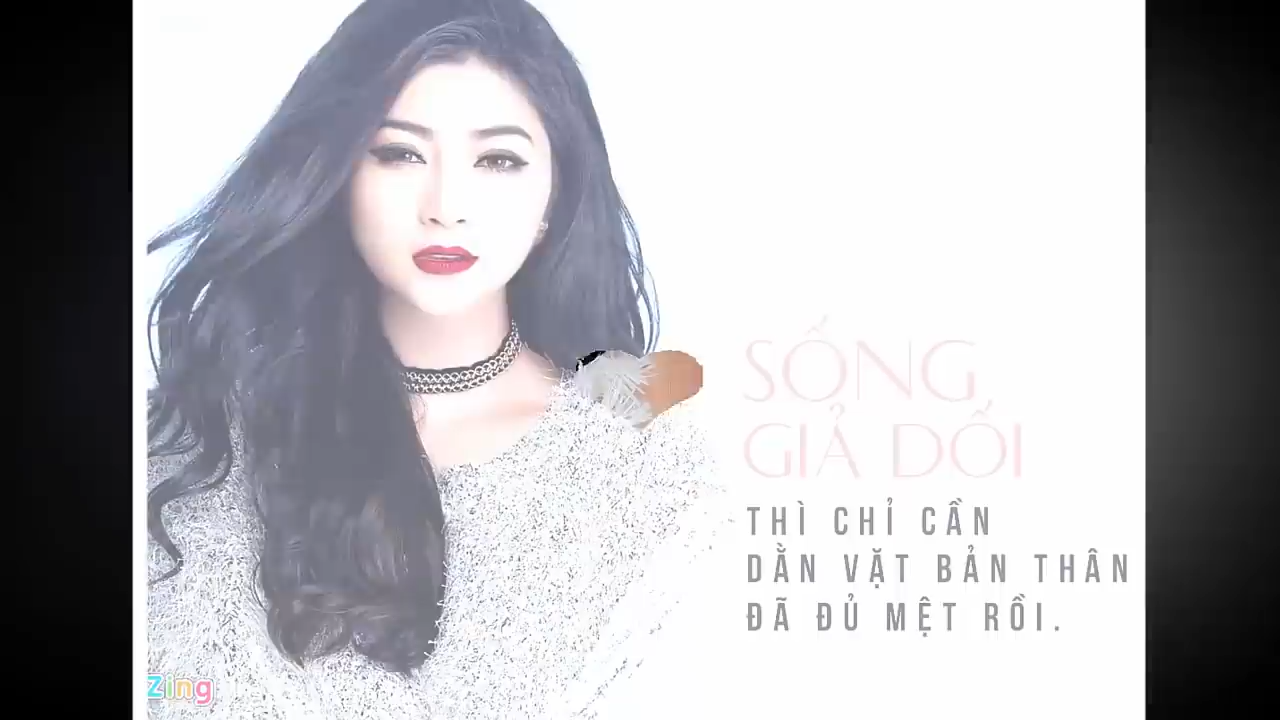 SỐNG
GIẢ DỐI
THÌ CHỈ CẦN
DẰN VẶT BẢN THÂN
ĐÃ ĐỦ MỆT RỒI.
Zing